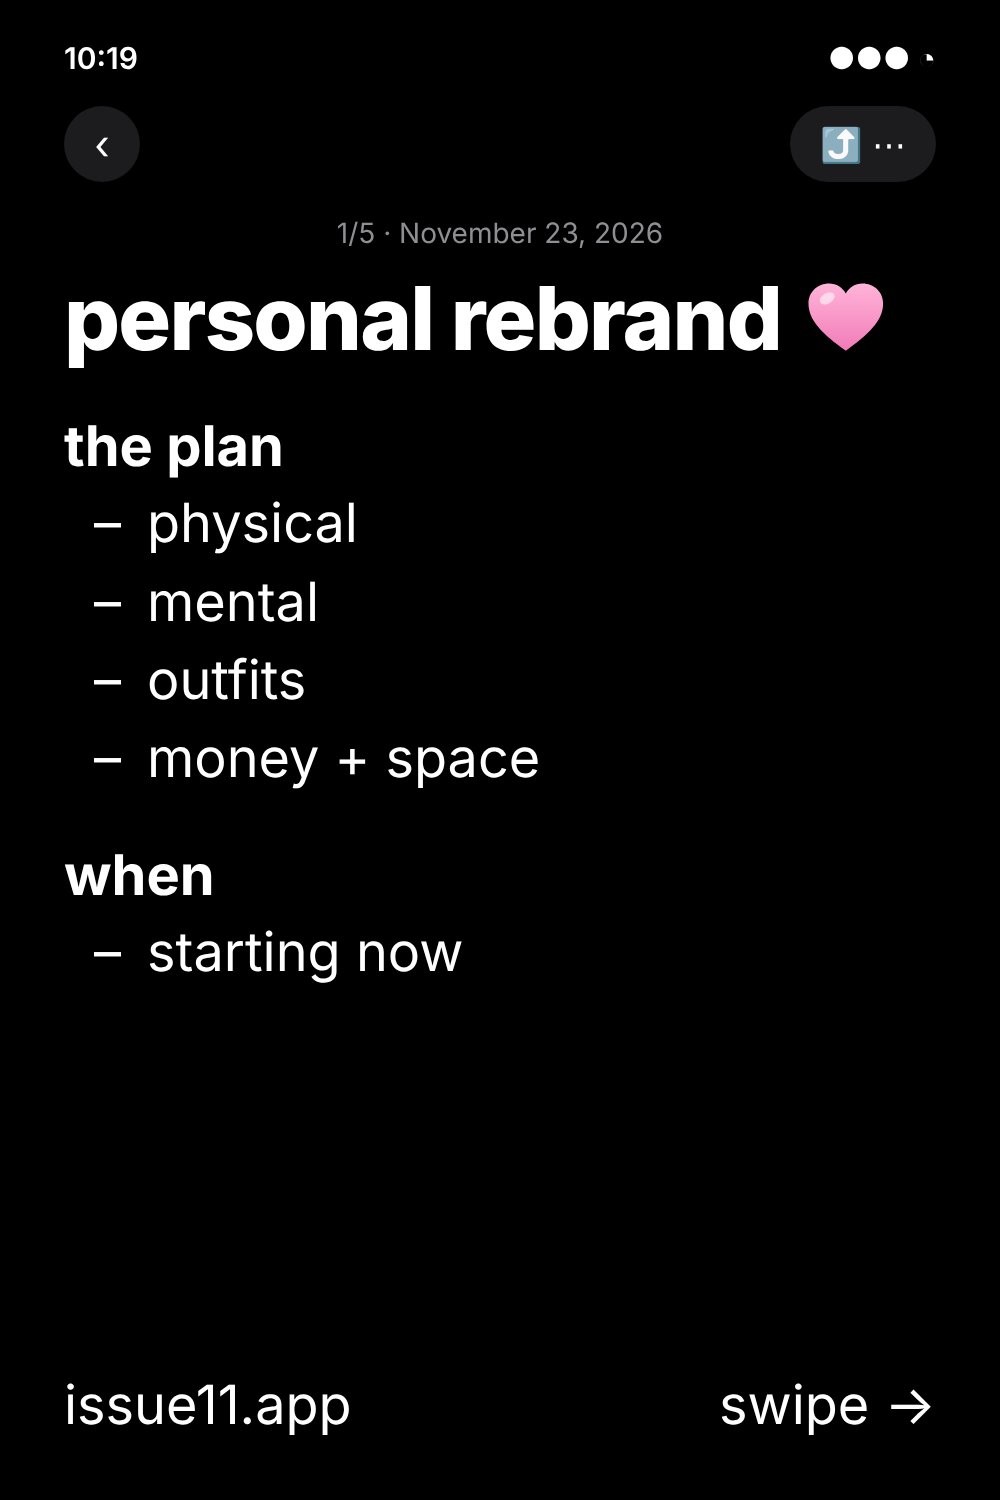 10:19
‹
⤴️ ⋯
1/5 · November 23, 2026
personal rebrand 🩷
the plan
– physical
– mental
– outfits
– money + space
when
– starting now
issue11.app
swipe →